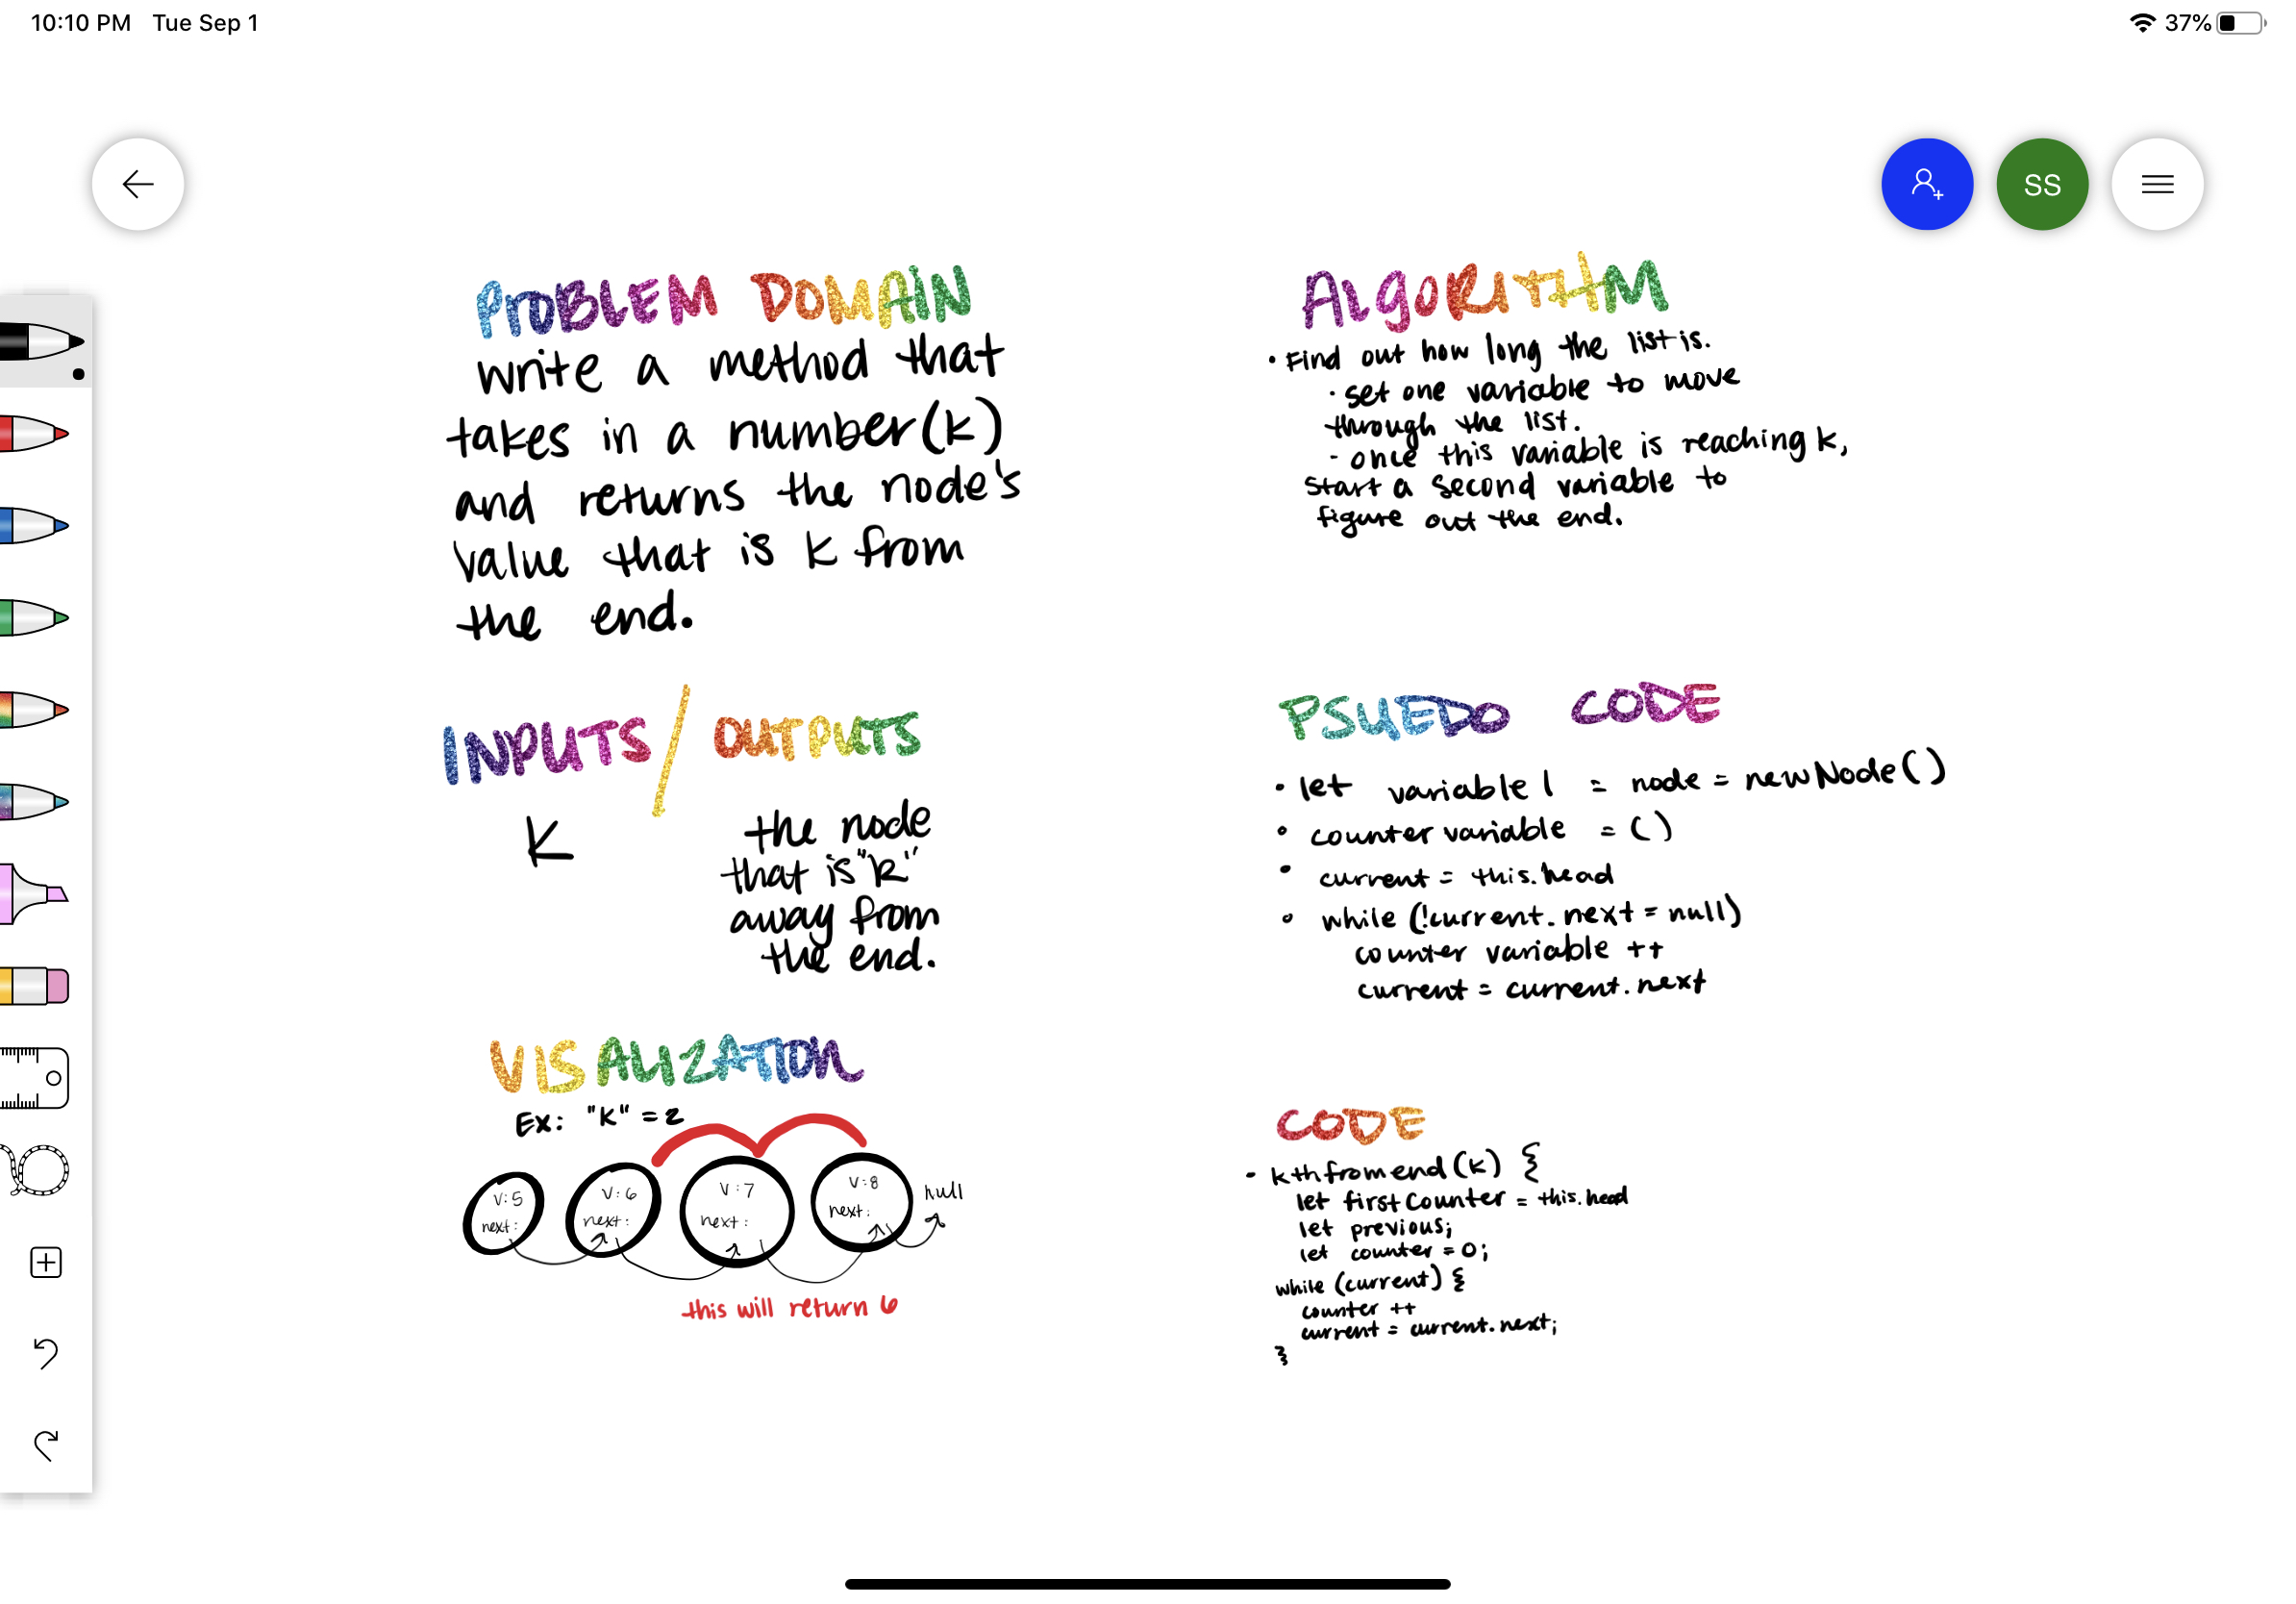 10:10 PM Tue Sep 1
37%
SS
PROBLEM DOMAIN
write a method that
takes in a number(k)
and returns the node's
value that is k from
the end.
INPUTS / OUTPUTS
K
the node
that is "k"
away from
the end.
VISALIZATION
Ex: "K" = 2
V:5
next:
V:6
next:
V:7
next:
V:8
next:
null
this will return 6
ALGORITHM
• Find out how long the list is.
• set one variable to move
through the list.
- once this variable is reaching k,
start a second variable to
figure out the end.
PSUEDO CODE
• let variable 1 = node = new Node()
• counter variable = ()
• current = this.head
• while (!current.next = null)
counter variable ++
current = current.next
CODE
- kthfromend(k) {
let first counter = this.head
let previous;
let counter = 0;
while (current) {
counter ++
current = current.next;
}